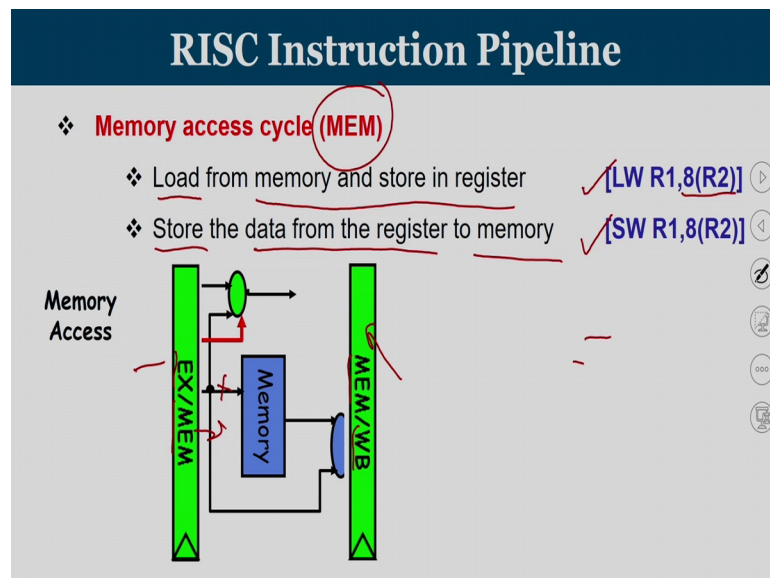 RISC Instruction Pipeline
Memory access cycle (MEM)
Load from memory and store in register [LW R1,8(R2)]
Store the data from the register to memory [SW R1,8(R2)]
Memory
Access
EX/MEM
Memory
MEM/WB